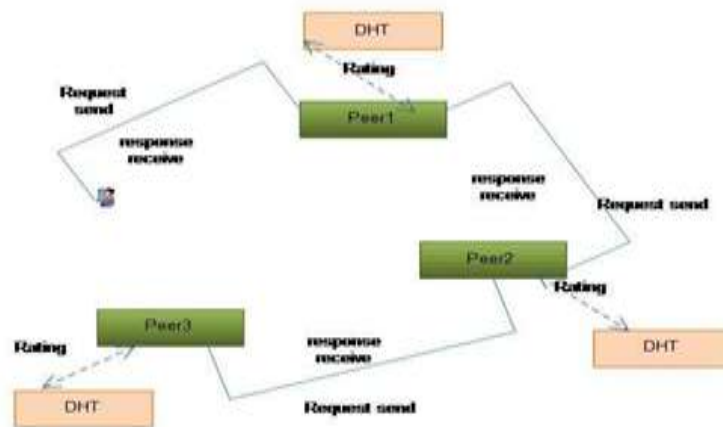 DHT
Rating
Request
send
Peer1
response
receive
response
receive
Request send
Peer2
Rating
Peer3
response
receive
Rating
DHT
DHT
Request send